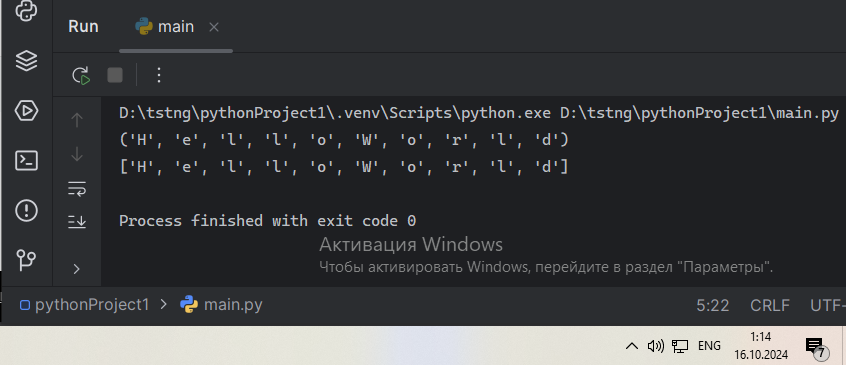 Run main
D:\tstng\pythonProject1\.venv\Scripts\python.exe D:\tstng\pythonProject1\main.py
('H', 'e', 'l', 'l', 'o', 'W', 'o', 'r', 'l', 'd')
['H', 'e', 'l', 'l', 'o', 'W', 'o', 'r', 'l', 'd']
Process finished with exit code 0
Активация Windows
Чтобы активировать Windows, перейдите в раздел "Параметры".
pythonProject1 > main.py 5:22 CRLF UTF-
ENG 1:14
16.10.2024 7